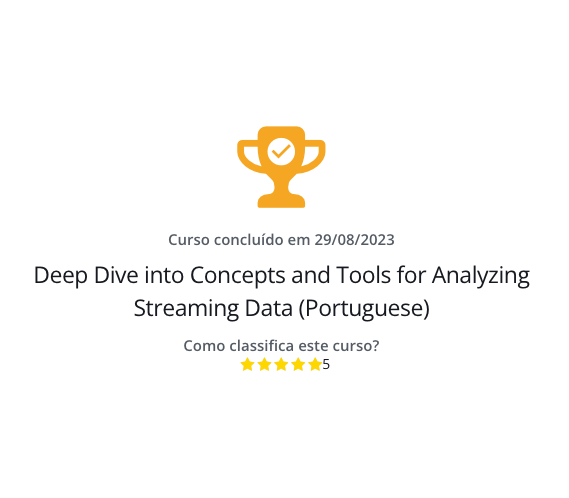 Curso concluído em 29/08/2023
Deep Dive into Concepts and Tools for Analyzing
Streaming Data (Portuguese)
Como classifica este curso?
5